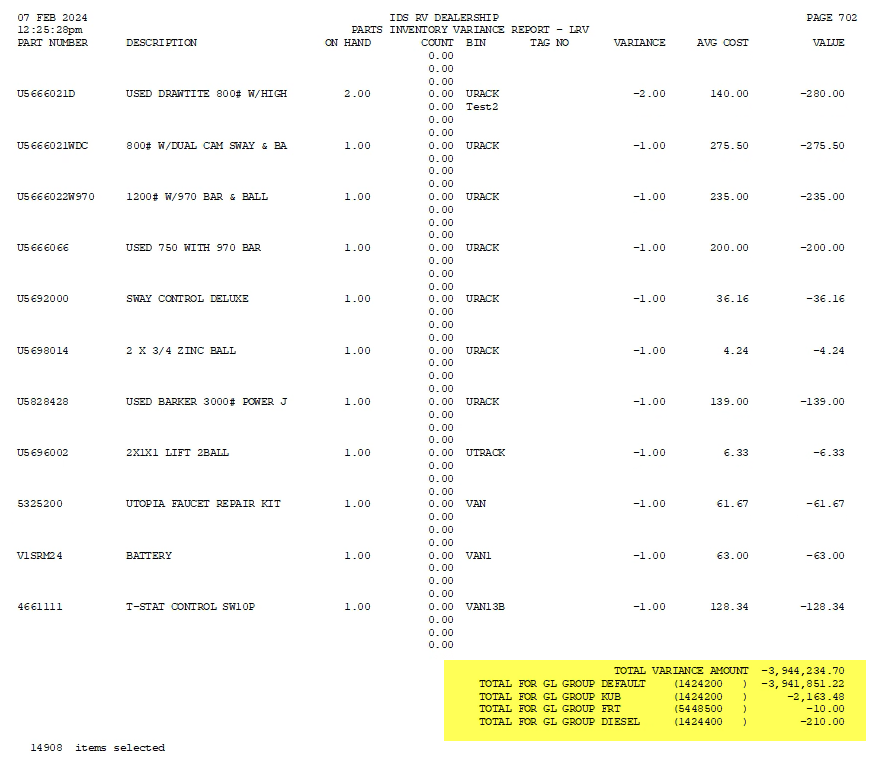 07 FEB 2024 IDS RV DEALERSHIP PAGE 702
12:25:28pm PARTS INVENTORY VARIANCE REPORT - LRV
PART NUMBER DESCRIPTION ON HAND COUNT BIN TAG NO VARIANCE AVG COST VALUE
0.00
0.00
0.00
U5666021D USED DRAWTITE 800# W/HIGH 2.00 0.00 URACK -2.00 140.00 -280.00
0.00 Test2
0.00
0.00
U5666021WDC 800# W/DUAL CAM SWAY & BA 1.00 0.00 URACK -1.00 275.50 -275.50
0.00
0.00
0.00
U5666022W970 1200# W/970 BAR & BALL 1.00 0.00 URACK -1.00 235.00 -235.00
0.00
0.00
0.00
U5666066 USED 750 WITH 970 BAR 1.00 0.00 URACK -1.00 200.00 -200.00
0.00
0.00
0.00
U5692000 SWAY CONTROL DELUXE 1.00 0.00 URACK -1.00 36.16 -36.16
0.00
0.00
0.00
U5698014 2 X 3/4 ZINC BALL 1.00 0.00 URACK -1.00 4.24 -4.24
0.00
0.00
0.00
U5828428 USED BARKER 3000# POWER J 1.00 0.00 URACK -1.00 139.00 -139.00
0.00
0.00
0.00
U5696002 2X1X1 LIFT 2BALL 1.00 0.00 UTRACK -1.00 6.33 -6.33
0.00
0.00
0.00
5325200 UTOPIA FAUCET REPAIR KIT 1.00 0.00 VAN -1.00 61.67 -61.67
0.00
0.00
0.00
V1SRM24 BATTERY 1.00 0.00 VAN1 -1.00 63.00 -63.00
0.00
0.00
0.00
4661111 T-STAT CONTROL SW10P 1.00 0.00 VAN13B -1.00 128.34 -128.34
0.00
0.00
0.00
TOTAL VARIANCE AMOUNT -3,944,234.70
TOTAL FOR GL GROUP DEFAULT (1424200 ) -3,941,851.22
TOTAL FOR GL GROUP KUB (1424200 ) -2,163.48
TOTAL FOR GL GROUP FRT (5448500 ) -10.00
TOTAL FOR GL GROUP DIESEL (1424400 ) -210.00
14908 items selected